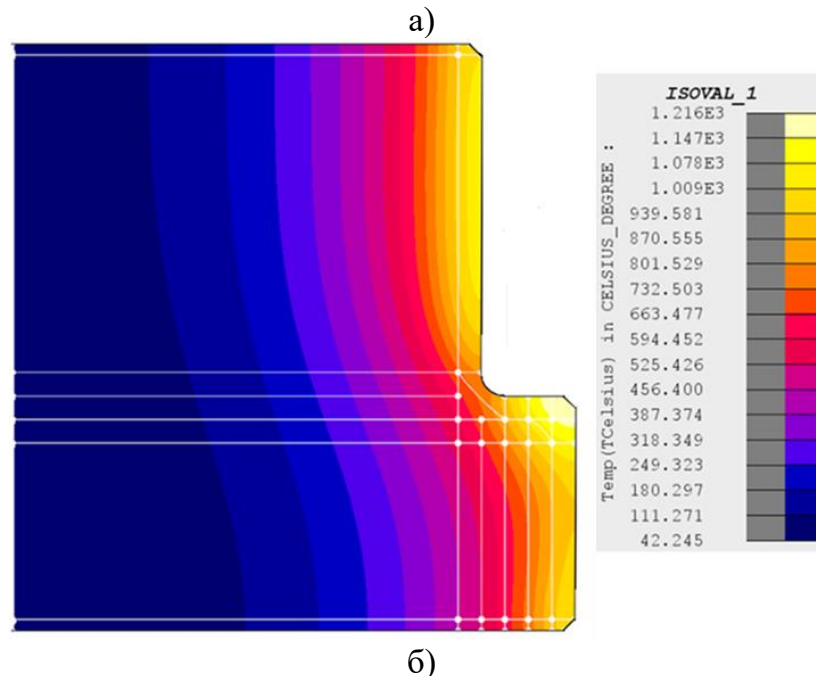 а)
ISOVAL_1
Temp(TCelsius) in CELSIUS_DEGREE :
1.216E3
1.147E3
1.078E3
1.009E3
939.581
870.555
801.529
732.503
663.477
594.452
525.426
456.400
387.374
318.349
249.323
180.297
111.271
42.245
б)